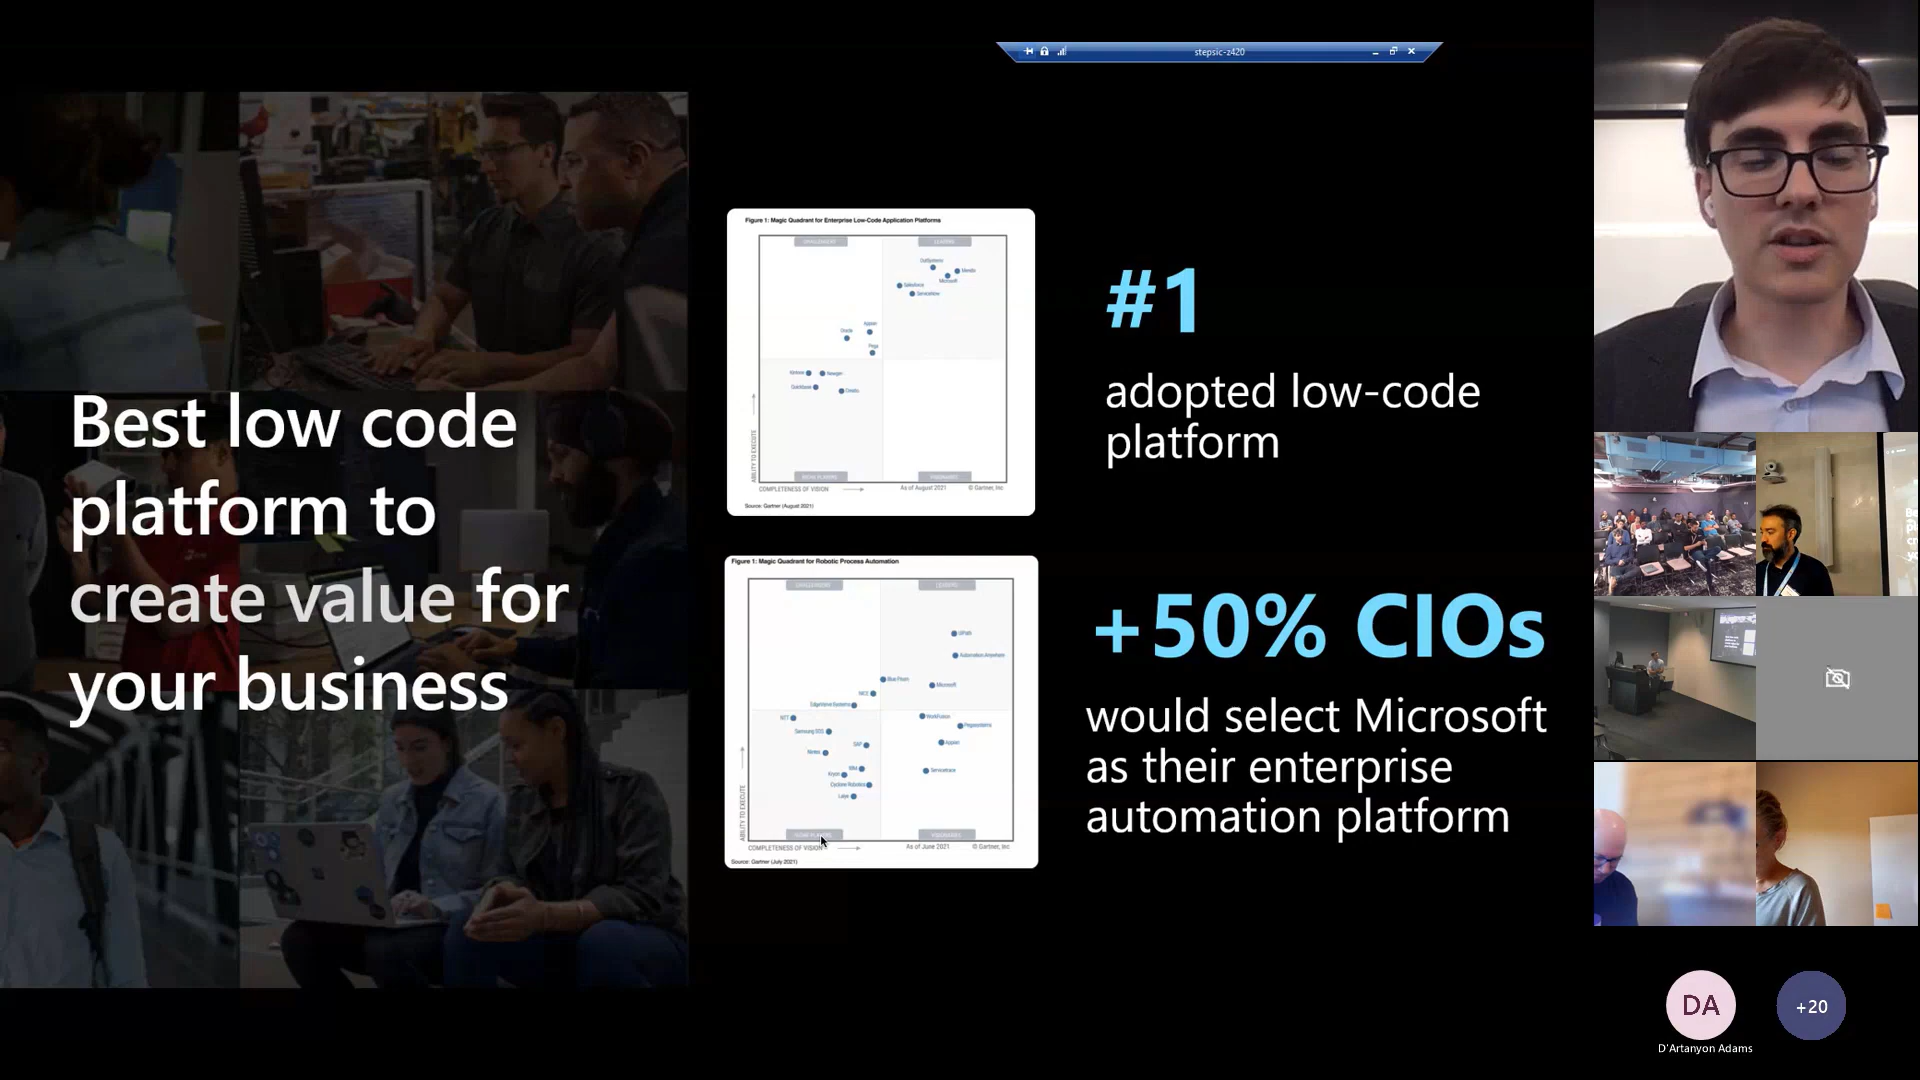 stepsic-z420
Best low code
platform to
create value for
your business
Figure 1: Magic Quadrant for Enterprise Low-Code Application Platforms
CHALLENGERS
LEADERS
OutSystems
Mendix
Microsoft
Salesforce
ServiceNow
Appian
Oracle
Pega
Kintone
Newgen
Quickbase
Creatio
ABILITY TO EXECUTE
NICHE PLAYERS
VISIONARIES
COMPLETENESS OF VISION
As of August 2021
© Gartner, Inc
Source: Gartner (August 2021)
#1
adopted low-code
platform
Figure 1: Magic Quadrant for Robotic Process Automation
CHALLENGERS
LEADERS
UiPath
Automation Anywhere
Blue Prism
Microsoft
NICE
EdgeVerve Systems
NTT
WorkFusion
Pegasystems
Samsung SDS
SAP
Appian
Nintex
IBM
Kryon
Servicetrace
Cyclone Robotics
Laiye
ABILITY TO EXECUTE
NICHE PLAYERS
VISIONARIES
COMPLETENESS OF VISION
As of June 2021
© Gartner, Inc
Source: Gartner (July 2021)
+50% CIOs
would select Microsoft
as their enterprise
automation platform
DA
+20
D'Artanyon Adams